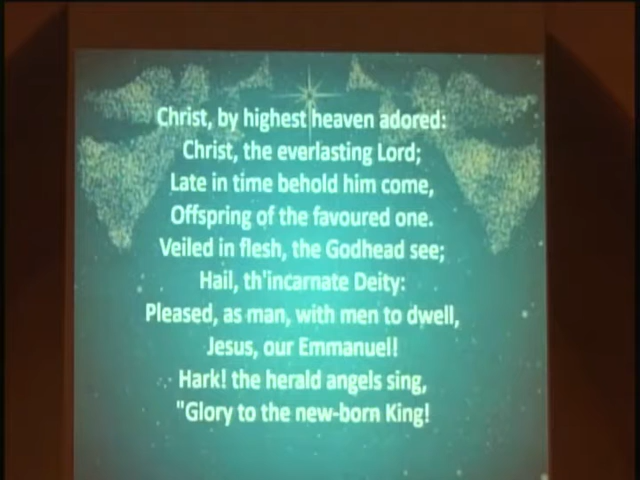 Christ, by highest heaven adored:
Christ, the everlasting Lord;
Late in time behold him come,
Offspring of the favoured one.
Veiled in flesh, the Godhead see;
Hail, th'incarnate Deity:
Pleased, as man, with men to dwell,
Jesus, our Emmanuel!
Hark! the herald angels sing,
"Glory to the new-born King!